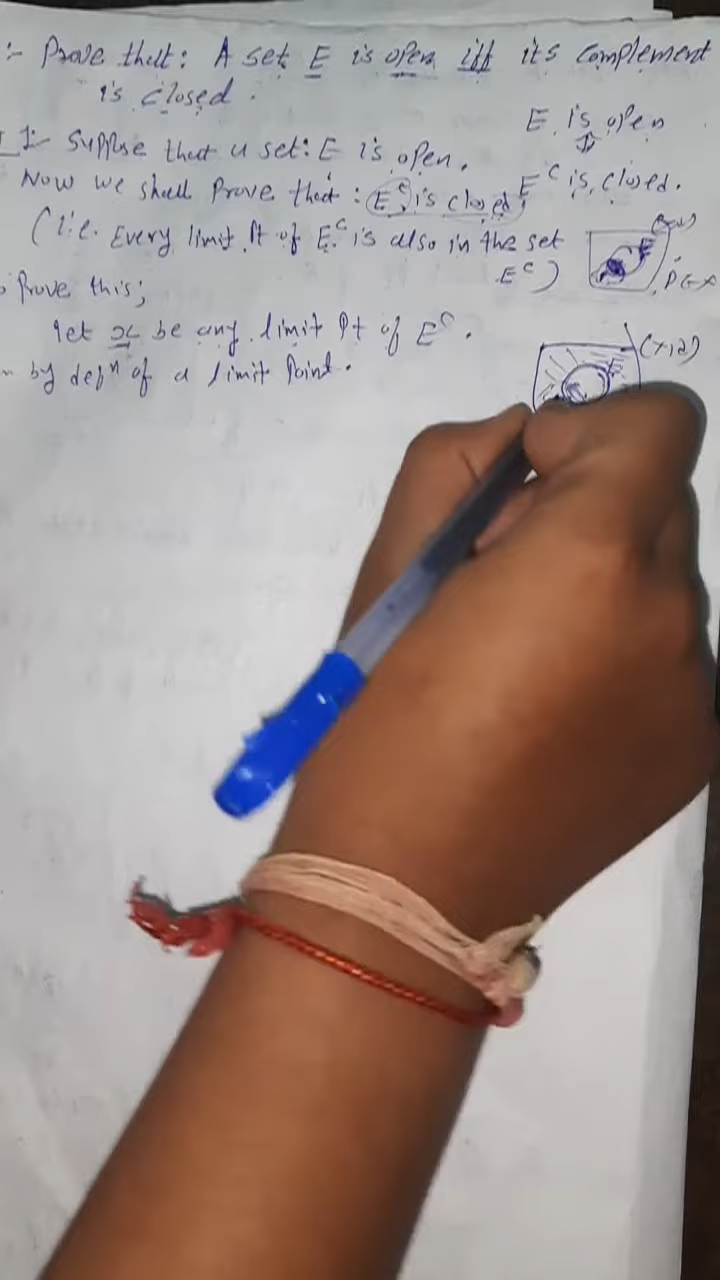 :- Prove that: A set E is open iff its complement
is closed.
E is open
⇕
E^c is closed.
I:- Suppose that a set: E is open.
Now we shall Prove that: E^c is closed,
(i.e. Every limit Pt of E^c is also in the set
E^c)
Prove this;
let x be any limit Pt of E^c.
by defⁿ of a limit Point.
(X,d)